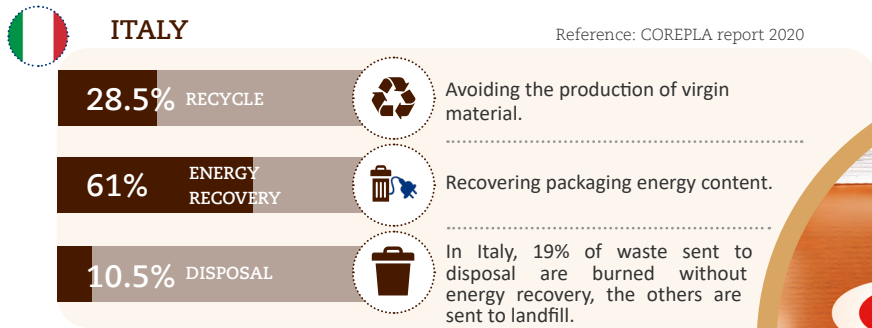 ITALY
Reference: COREPLA report 2020
28.5% RECYCLE
Avoiding the production of virgin
material.
61% ENERGY
RECOVERY
Recovering packaging energy content.
10.5% DISPOSAL
In Italy, 19% of waste sent to
disposal are burned without
energy recovery, the others are
sent to landfill.